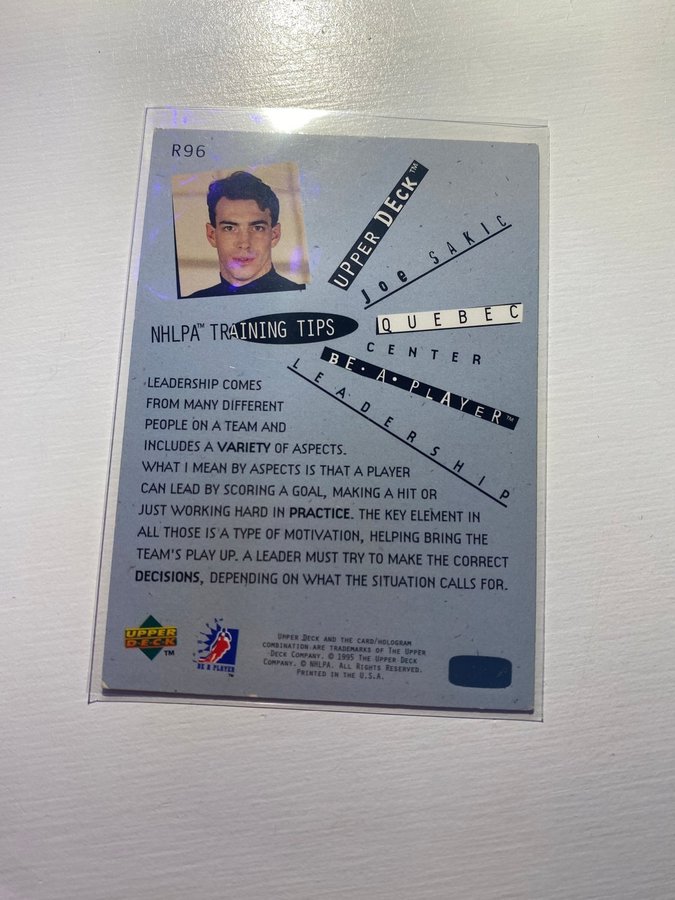 R96
UPPER DECK™
Joe SAKIC
QUEBEC
CENTER
BE•A•PLAYER™
LEADERSHIP
NHLPA™ TRAINING TIPS
LEADERSHIP COMES
FROM MANY DIFFERENT
PEOPLE ON A TEAM AND
INCLUDES A VARIETY OF ASPECTS.
WHAT I MEAN BY ASPECTS IS THAT A PLAYER
CAN LEAD BY SCORING A GOAL, MAKING A HIT OR
JUST WORKING HARD IN PRACTICE. THE KEY ELEMENT IN
ALL THOSE IS A TYPE OF MOTIVATION, HELPING BRING THE
TEAM'S PLAY UP. A LEADER MUST TRY TO MAKE THE CORRECT
DECISIONS, DEPENDING ON WHAT THE SITUATION CALLS FOR.
UPPER
DECK™
BE A PLAYER™
UPPER DECK AND THE CARD/HOLOGRAM
COMBINATION ARE TRADEMARKS OF THE UPPER
DECK COMPANY. © 1995 THE UPPER DECK
COMPANY. © NHLPA. ALL RIGHTS RESERVED.
PRINTED IN THE U.S.A.